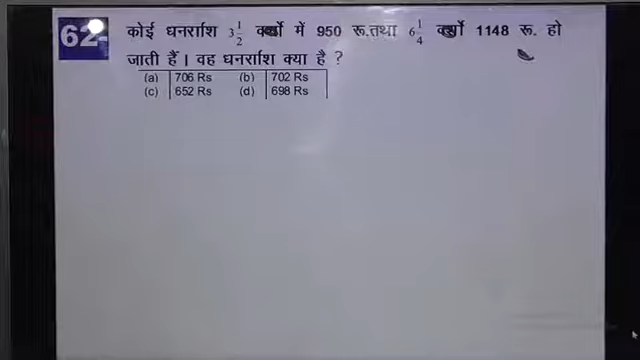 62- कोई धनराशि 3 1/2 वर्षो में 950 रू.तथा 6 1/4 वर्षो 1148 रू. हो
जाती हैं। वह धनराशि क्या है ?
(a) 706 Rs (b) 702 Rs
(c) 652 Rs (d) 698 Rs